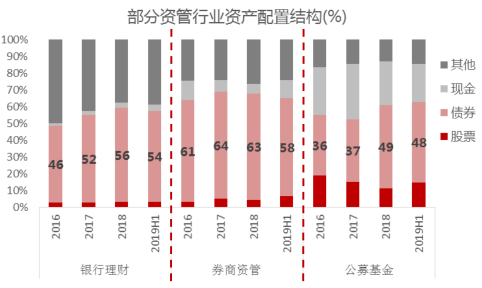 部分资管行业资产配置结构(%)
100%
90%
80%
70%
60%
50%
40%
30%
20%
10%
0%
46 52 56 54 61 64 63 58 36 37 49 48
其他
现金
债券
股票
2016 2017 2018 2019H1 2016 2017 2018 2019H1 2016 2017 2018 2019H1
银行理财 券商资管 公募基金